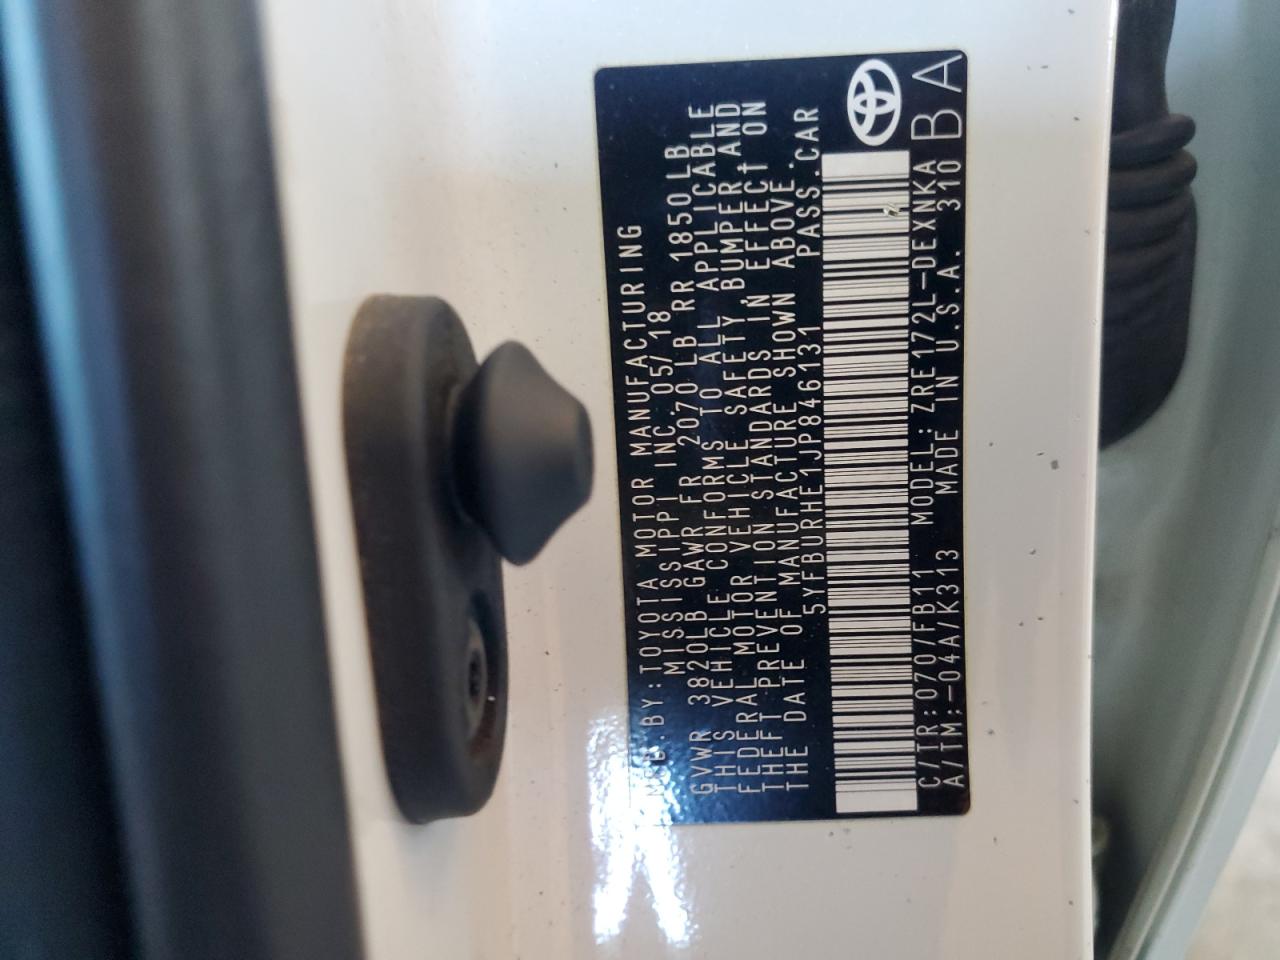 MFD.BY:TOYOTA MOTOR MANUFACTURING
MISSISSIPPI INC.05/18
GVWR 3820LB GAWR FR 2070 LB RR 1850LB
THIS VEHICLE CONFORMS TO ALL APPLICABLE
FEDERAL MOTOR VEHICLE SAFETY, BUMPER, AND
THEFT PREVENTION STANDARDS IN EFFECT ON
THE DATE OF MANUFACTURE SHOWN ABOVE.
5YFBURHE1JP846131 PASS.CAR
C/TR:070/FB11 MODEL:ZRE172L-DEXNKA
A/TM:-04A/K313 MADE IN U.S.A. 310
BA